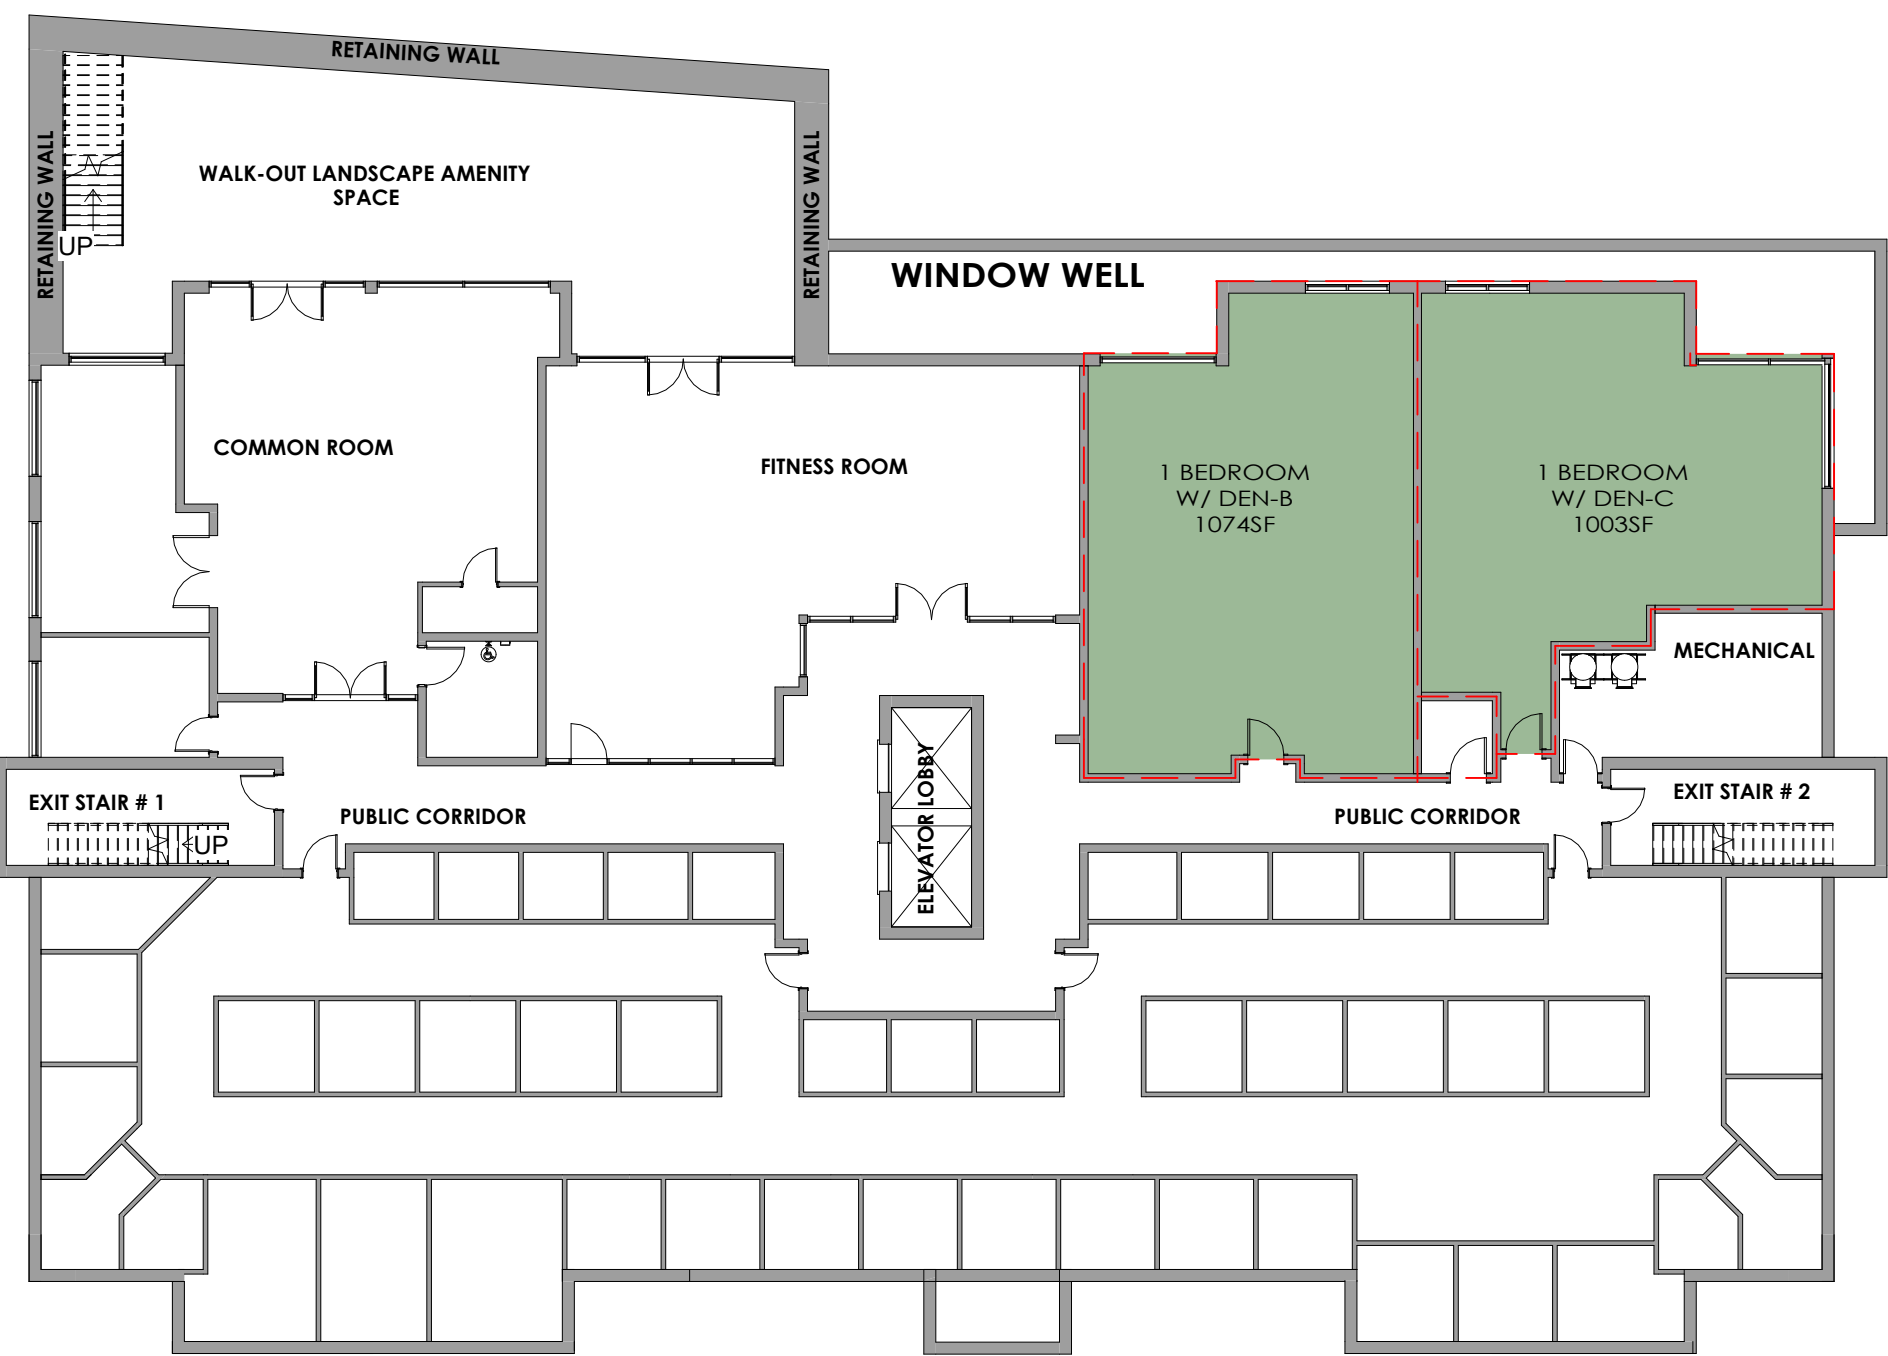 RETAINING WALL
RETAINING WALL
RETAINING WALL
WALK-OUT LANDSCAPE AMENITY
SPACE
UP
WINDOW WELL
COMMON ROOM
FITNESS ROOM
1 BEDROOM
W/ DEN-B
1074SF
1 BEDROOM
W/ DEN-C
1003SF
MECHANICAL
EXIT STAIR # 1
UP
PUBLIC CORRIDOR
ELEVATOR LOBBY
PUBLIC CORRIDOR
EXIT STAIR # 2